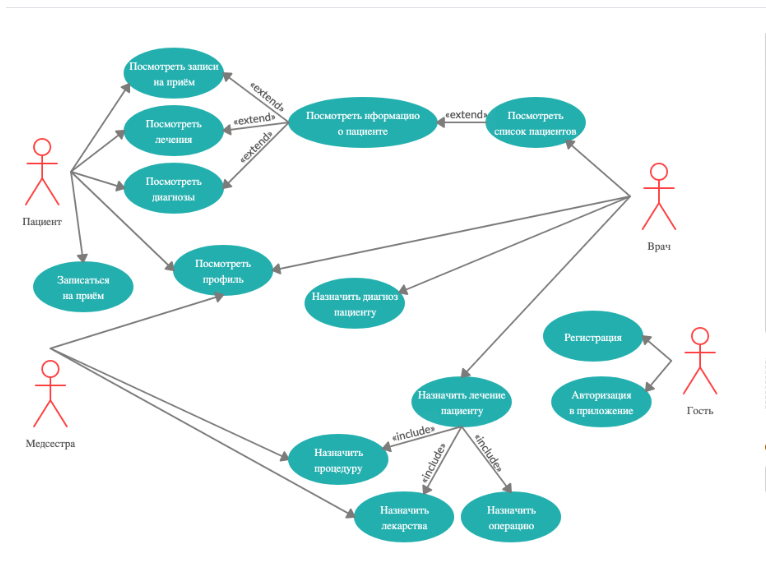 Посмотреть записи
на приём
«extend»
Посмотреть
лечения
«extend»
Посмотреть иформацию
о пациенте
«extend»
Посмотреть
список пациентов
«extend»
Посмотреть
диагнозы
Пациент
Врач
Записаться
на приём
Посмотреть
профиль
Назначить диагноз
пациенту
Регистрация
Авторизация
в приложение
Гость
Медсестра
Назначить лечение
пациенту
«include»
«include»
«include»
Назначить
процедуру
Назначить
лекарства
Назначить
операцию